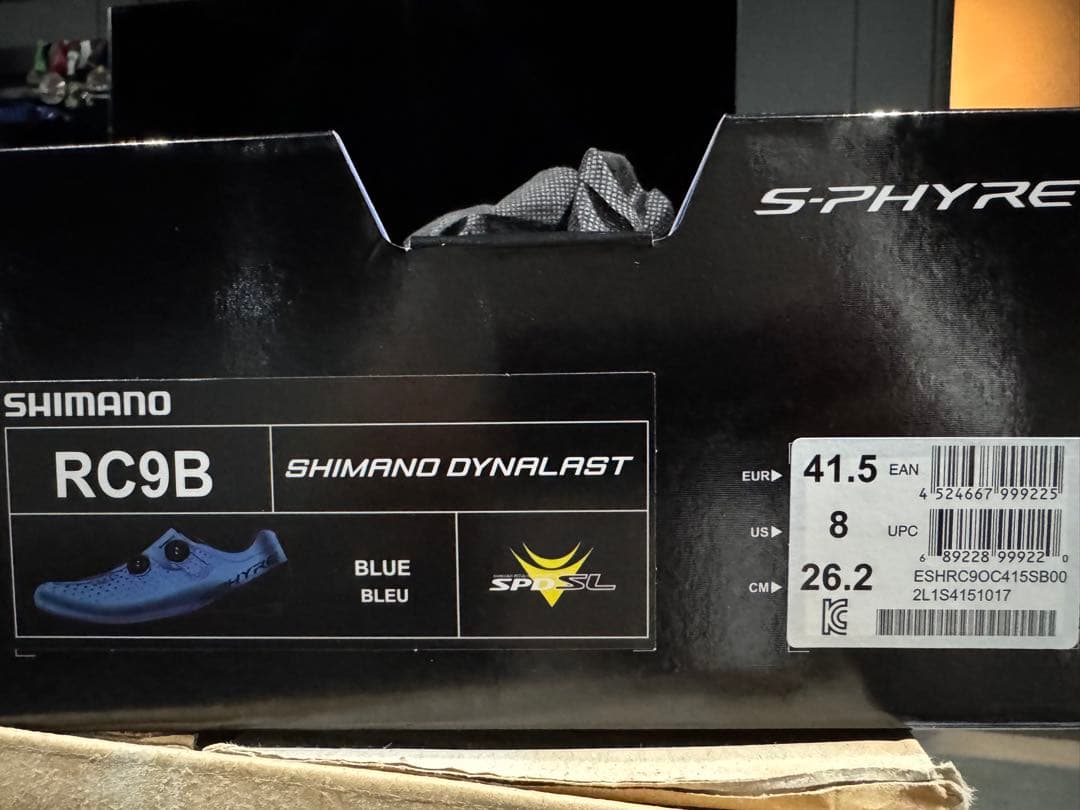 S-PHYRE
SHIMANO
RC9B
SHIMANO DYNALAST
BLUE
BLEU
SPD-SL
EUR▶ 41.5 EAN
4 524667 999225
US▶ 8 UPC
6 89228 99922 0
CM▶ 26.2 ESHRC9OC415SB00
2L1S4151017